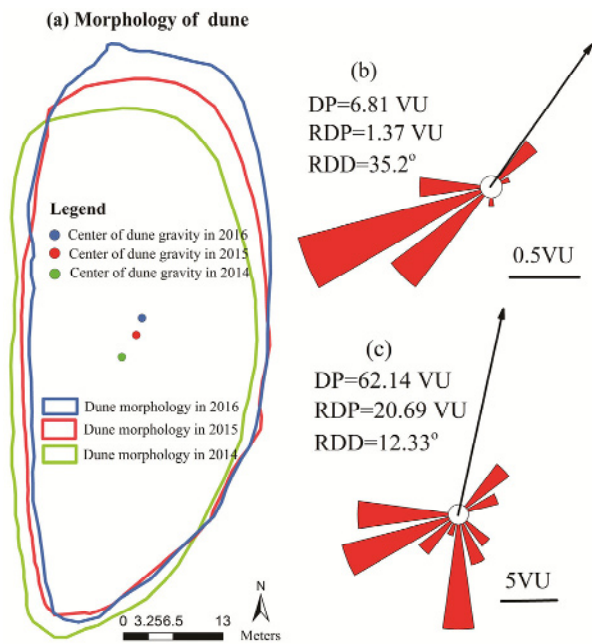 (a) Morphology of dune
Legend
Center of dune gravity in 2016
Center of dune gravity in 2015
Center of dune gravity in 2014
Dune morphology in 2016
Dune morphology in 2015
Dune morphology in 2014
N
0 3.256.5 13
Meters
(b)
DP=6.81 VU
RDP=1.37 VU
RDD=35.2°
0.5VU
(c)
DP=62.14 VU
RDP=20.69 VU
RDD=12.33°
5VU